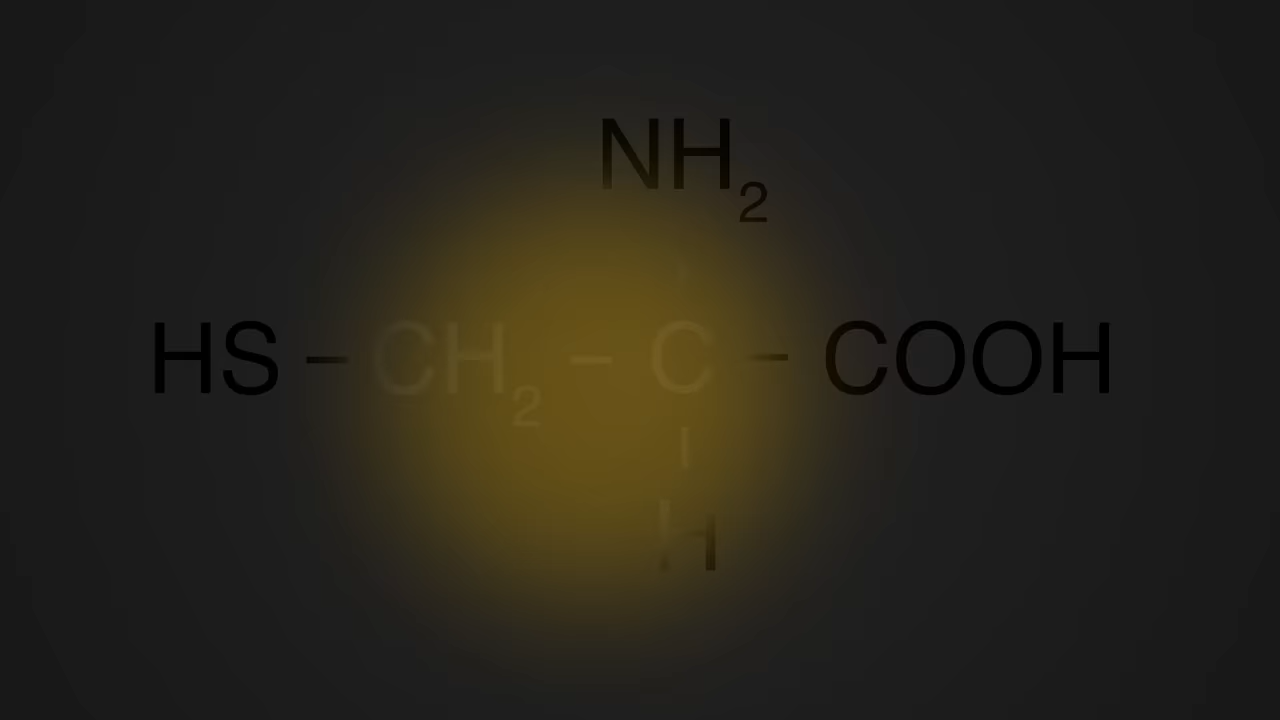 NH₂
HS – CH₂ – C – COOH
H